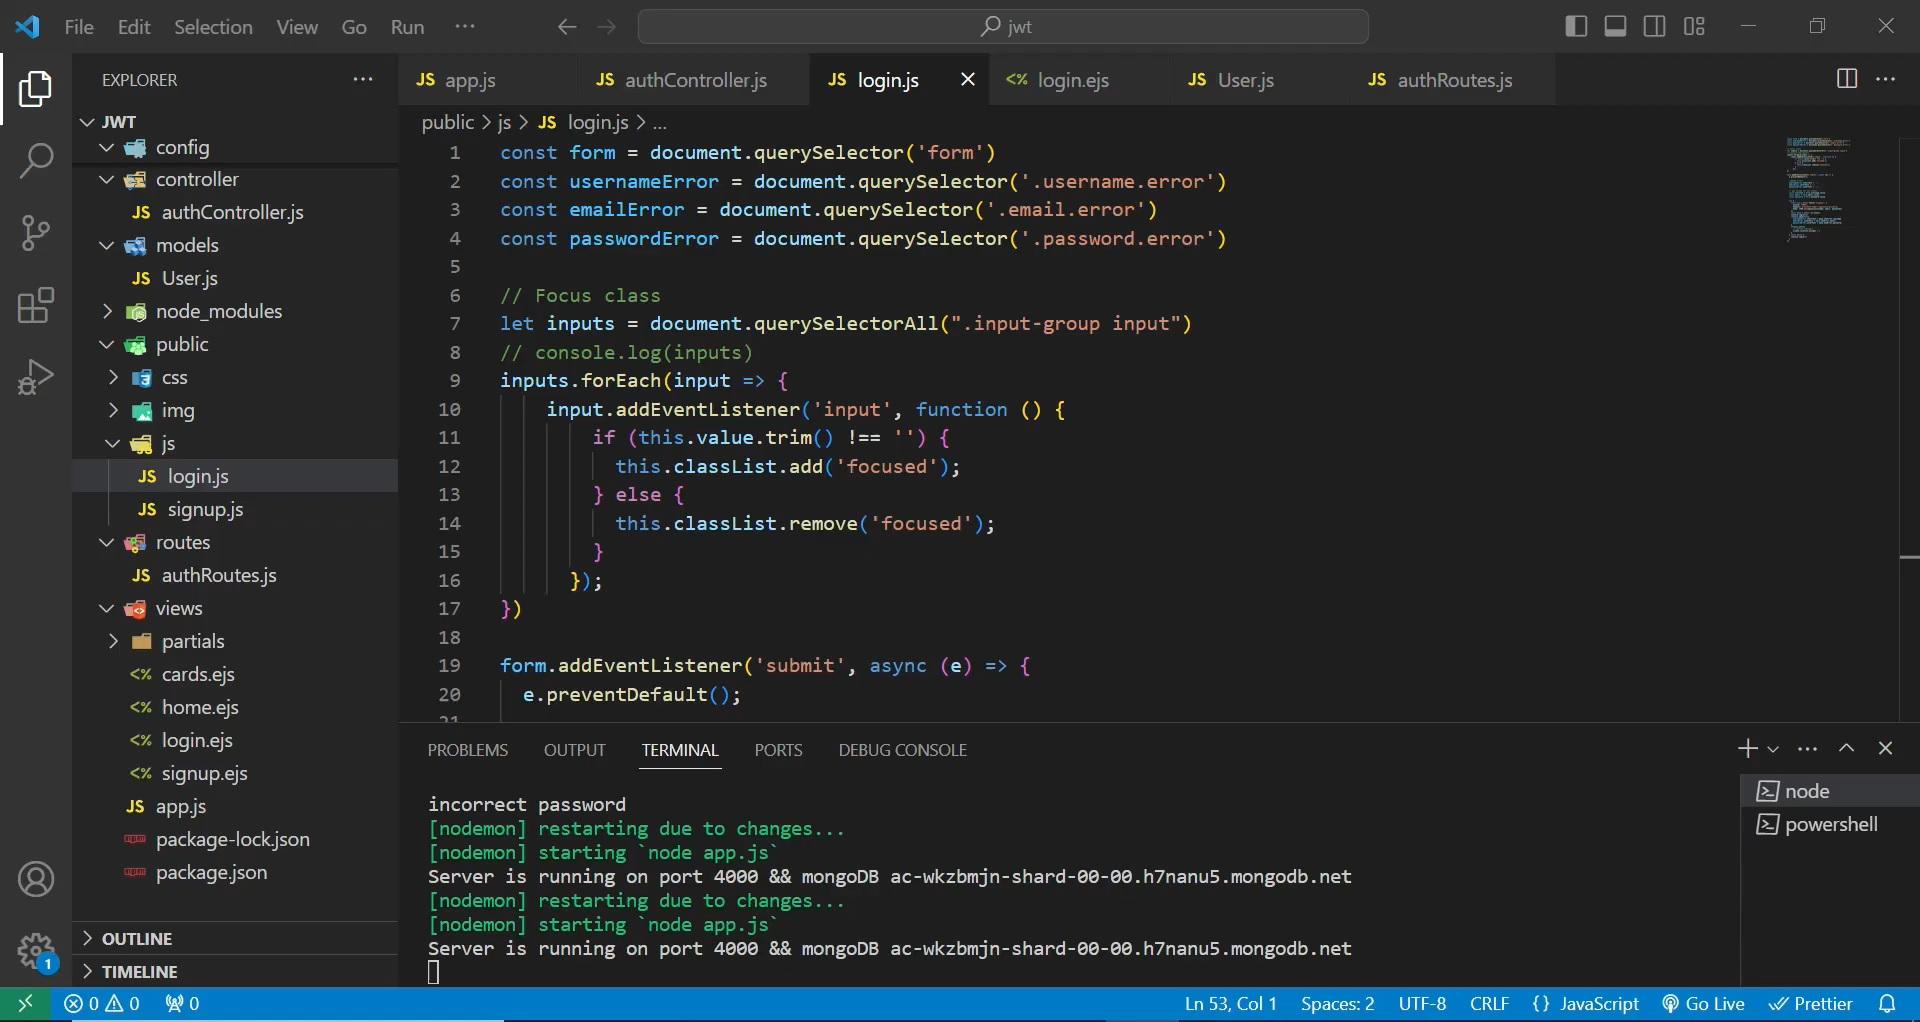 File Edit Selection View Go Run ···
jwt
EXPLORER ···
JWT
config
controller
JS authController.js
models
JS User.js
node_modules
public
css
img
js
JS login.js
JS signup.js
routes
JS authRoutes.js
views
partials
<% cards.ejs
<% home.ejs
<% login.ejs
<% signup.ejs
JS app.js
package-lock.json
package.json
OUTLINE
TIMELINE
1
JS app.js JS authController.js JS login.js <% login.ejs JS User.js JS authRoutes.js ···
public > js > JS login.js > ...
1 const form = document.querySelector('form')
2 const usernameError = document.querySelector('.username.error')
3 const emailError = document.querySelector('.email.error')
4 const passwordError = document.querySelector('.password.error')
5
6 // Focus class
7 let inputs = document.querySelectorAll(".input-group input")
8 // console.log(inputs)
9 inputs.forEach(input => {
10 input.addEventListener('input', function () {
11 if (this.value.trim() !== '') {
12 this.classList.add('focused');
13 } else {
14 this.classList.remove('focused');
15 }
16 });
17 })
18
19 form.addEventListener('submit', async (e) => {
20 e.preventDefault();
PROBLEMS OUTPUT TERMINAL PORTS DEBUG CONSOLE
incorrect password
[nodemon] restarting due to changes...
[nodemon] starting `node app.js`
Server is running on port 4000 && mongoDB ac-wkzbmjn-shard-00-00.h7nanu5.mongodb.net
[nodemon] restarting due to changes...
[nodemon] starting `node app.js`
Server is running on port 4000 && mongoDB ac-wkzbmjn-shard-00-00.h7nanu5.mongodb.net
node
powershell
0 0 0 Ln 53, Col 1 Spaces: 2 UTF-8 CRLF {} JavaScript Go Live Prettier